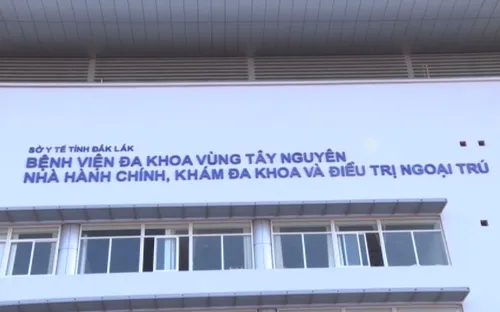 SỞ Y TẾ TỈNH ĐẮK LẮK
BỆNH VIỆN ĐA KHOA VÙNG TÂY NGUYÊN
NHÀ HÀNH CHÍNH, KHÁM ĐA KHOA VÀ ĐIỀU TRỊ NGOẠI TRÚ